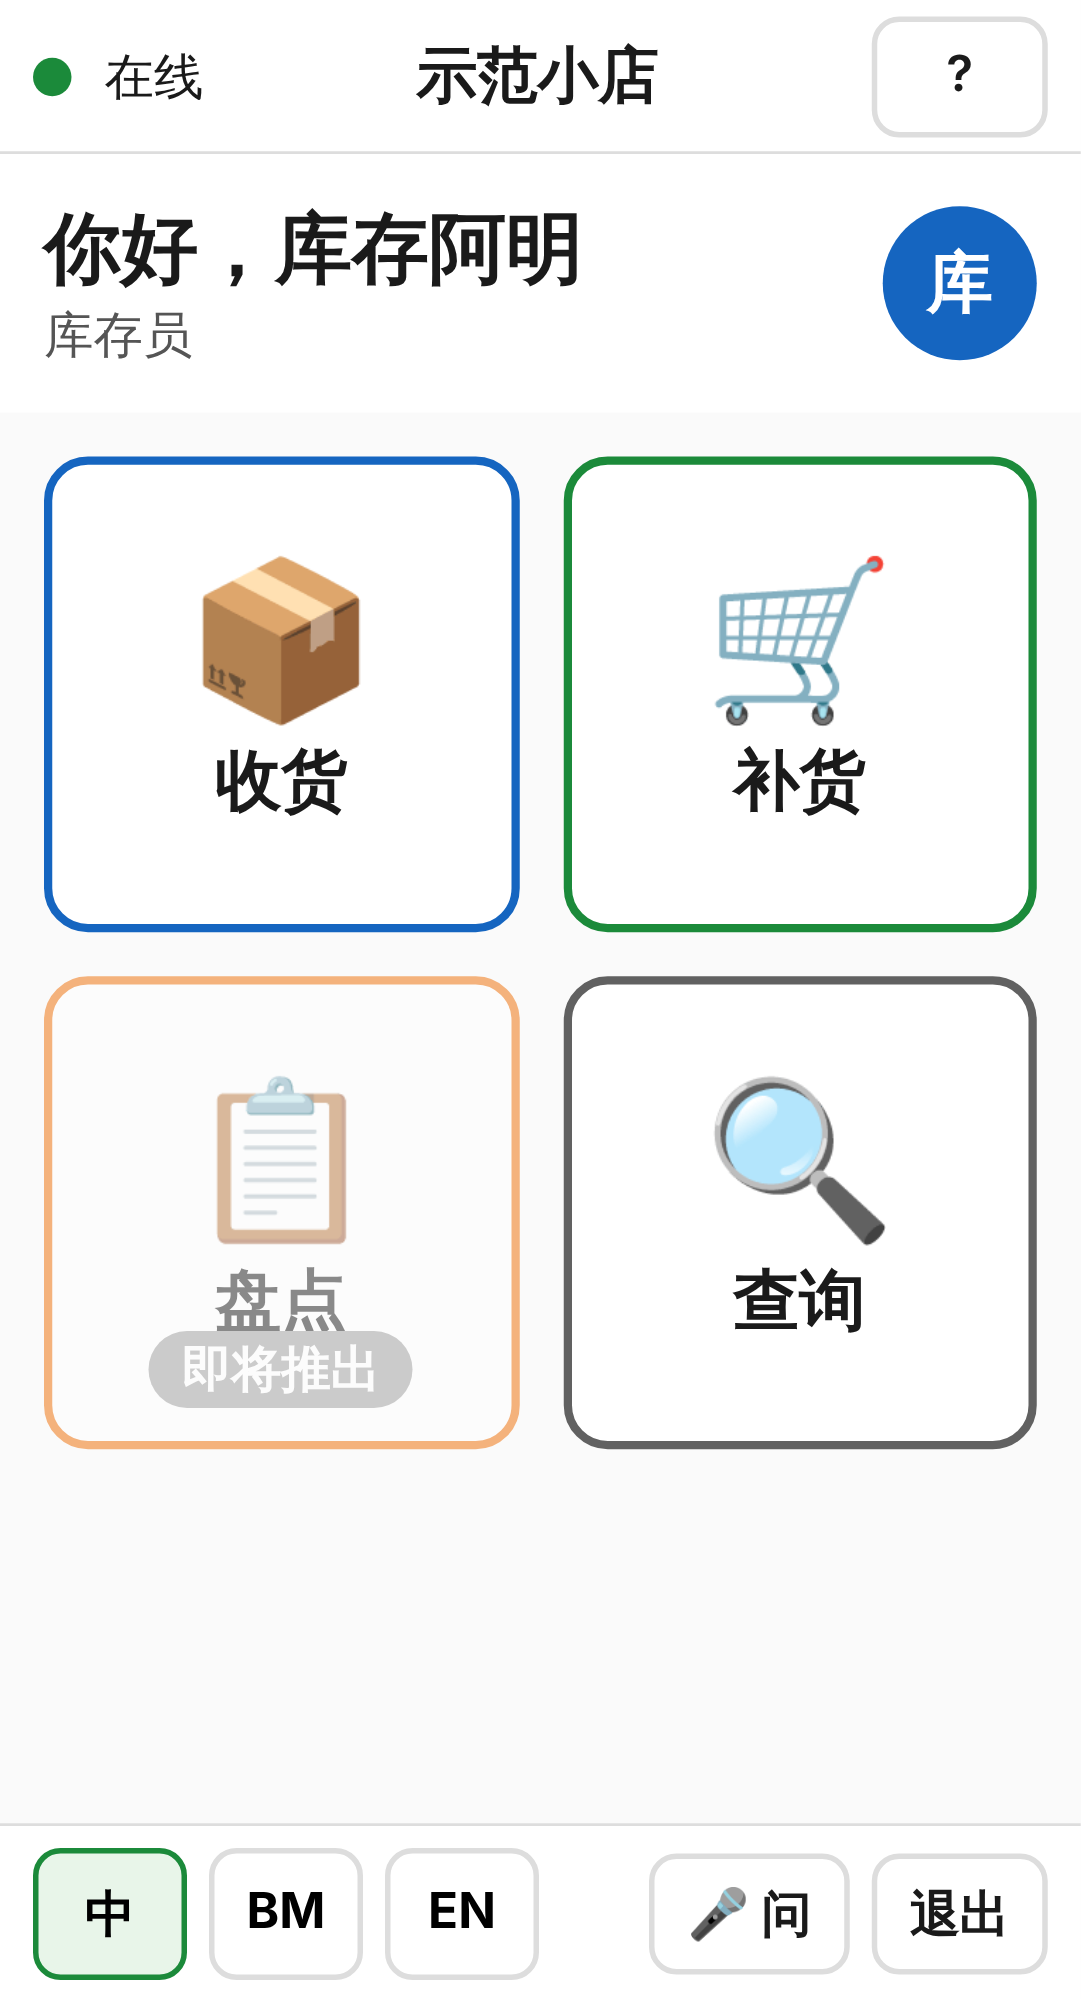 在线
示范小店
?
你好，库存阿明
库存员
库
收货
补货
盘点
即将推出
查询
中
BM
EN
问
退出